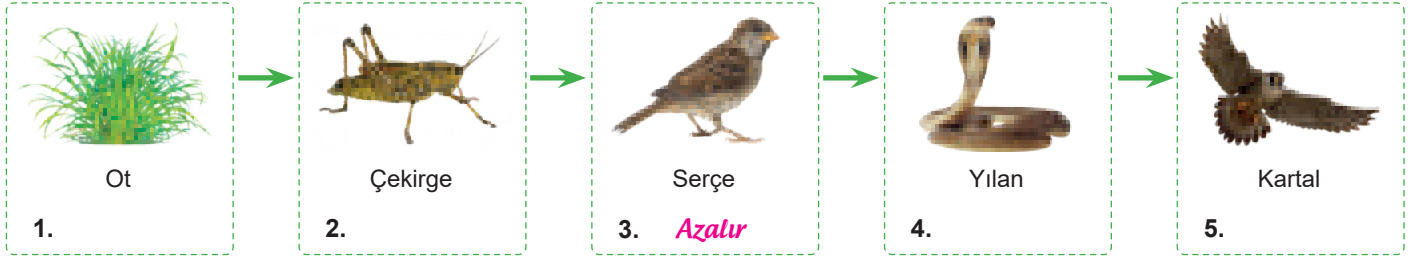 Ot
Çekirge
Serçe
Yılan
Kartal
1.
2.
3. Azalır
4.
5.